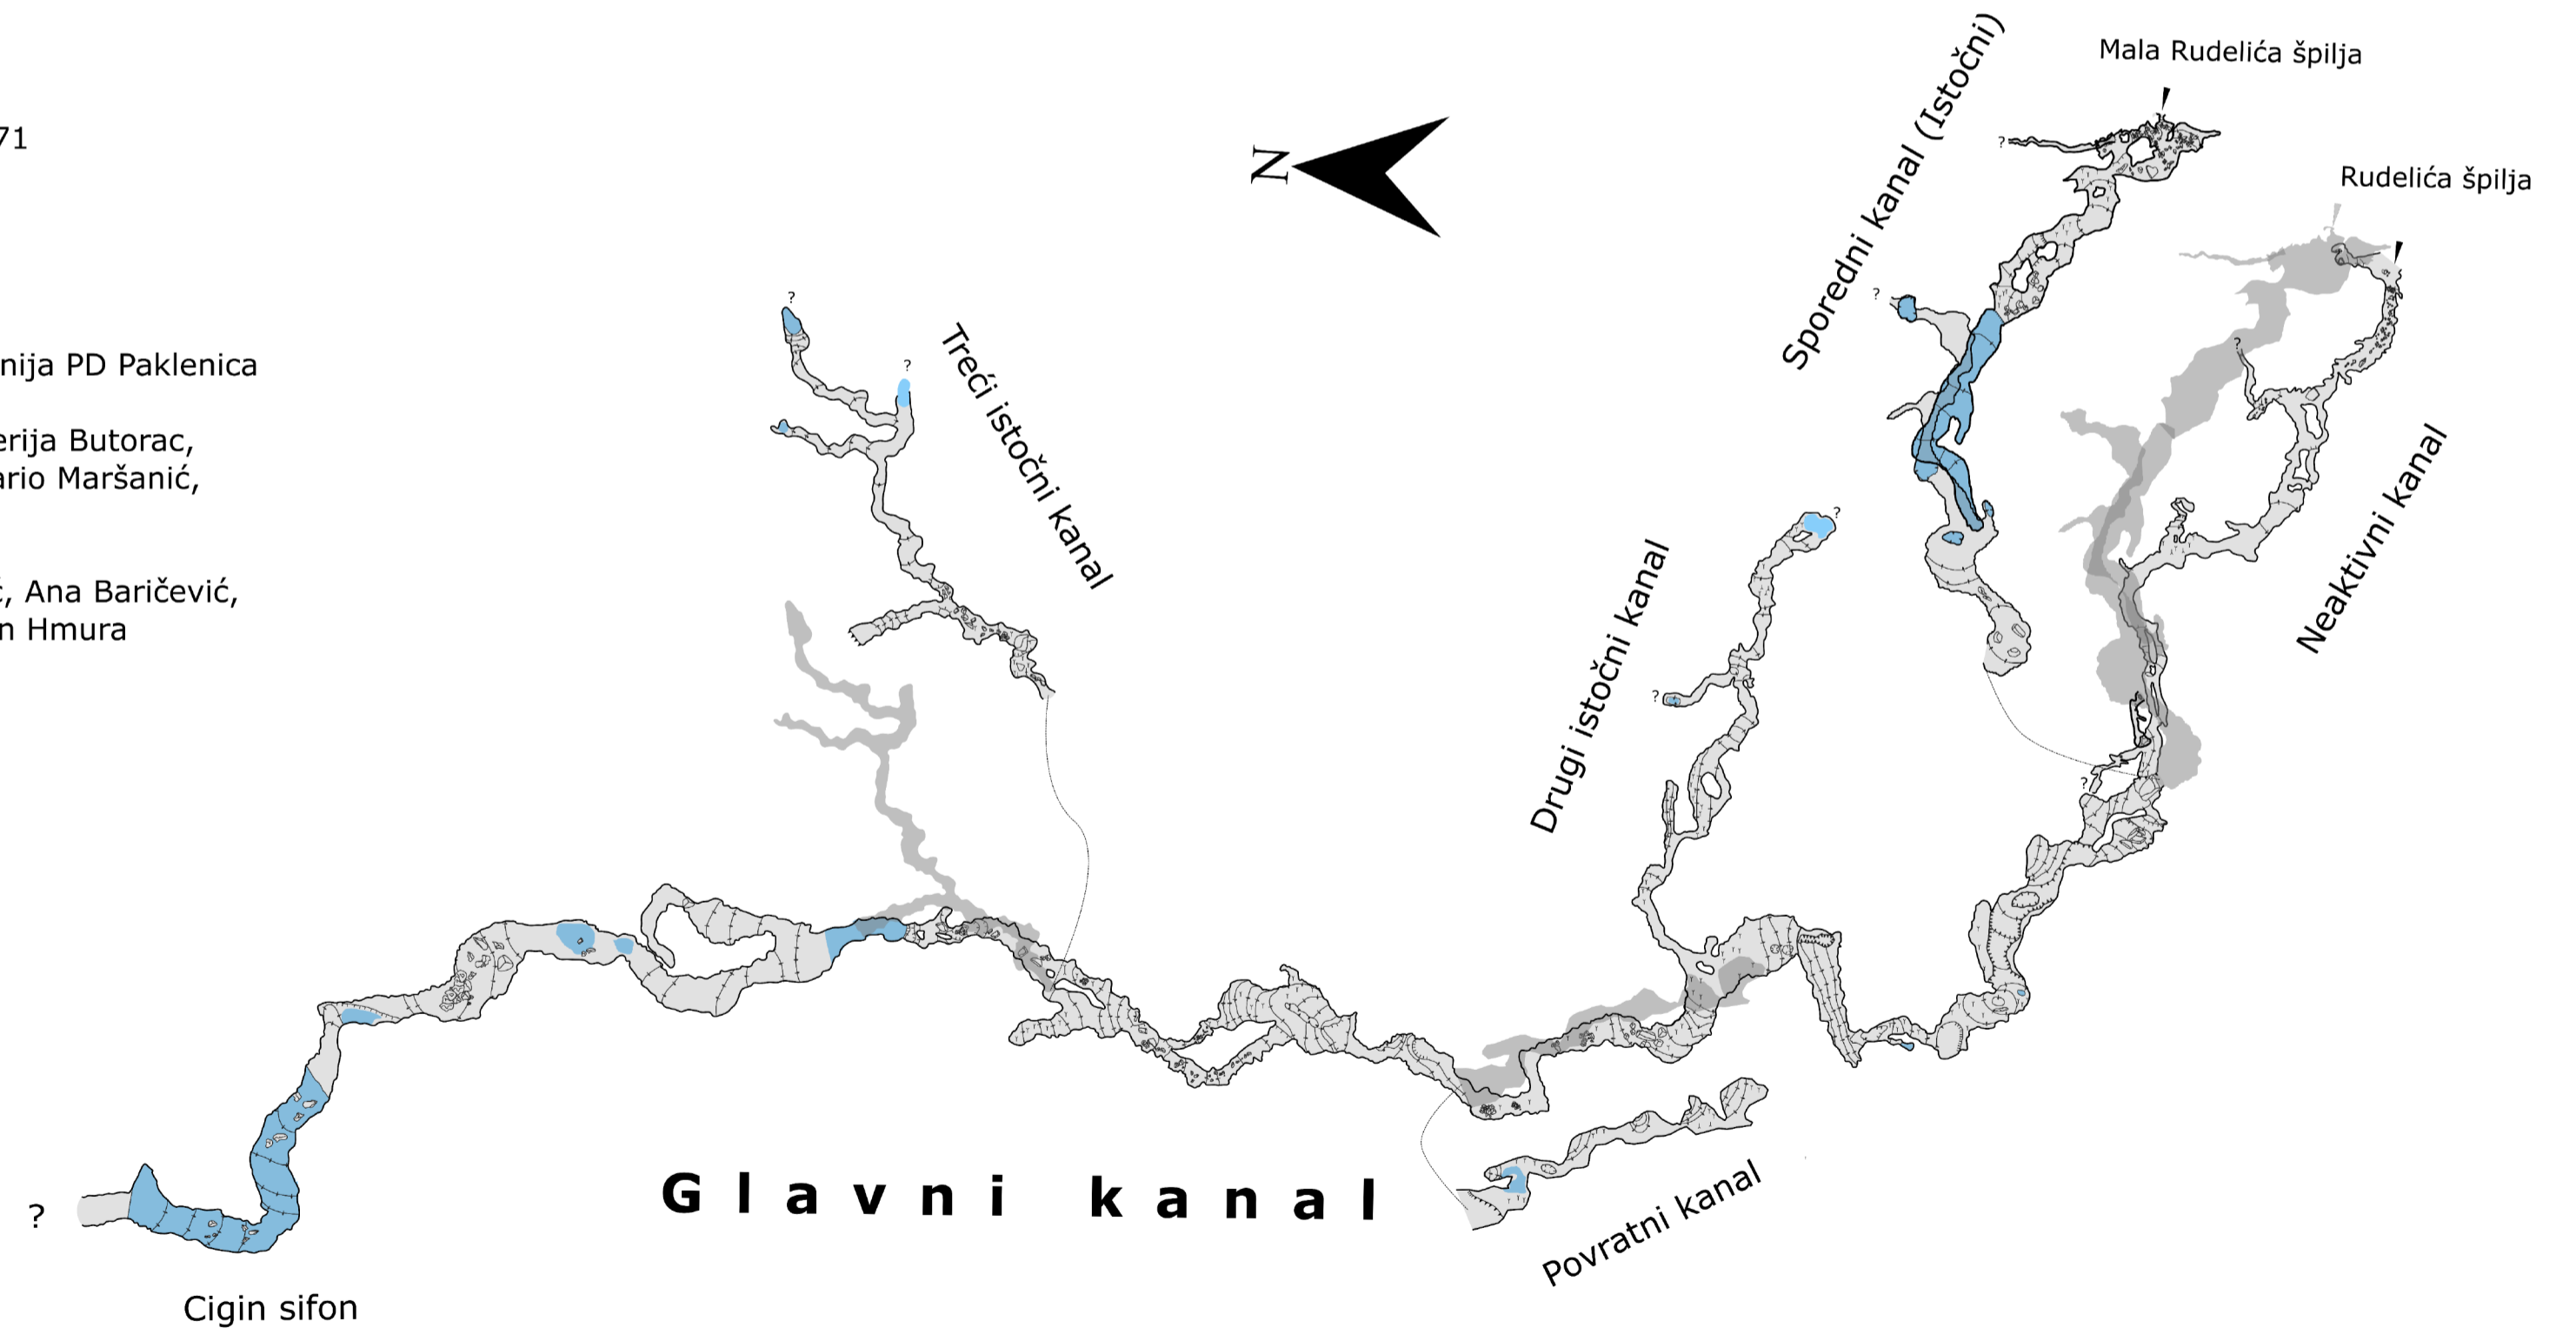 71
nija PD Paklenica
erija Butorac,
ario Maršanić,
ć, Ana Baričević,
n Hmura
N
Mala Rudelića špilja
Rudelića špilja
Sporedni kanal (Istočni)
Neaktivni kanal
Treći istočni kanal
Drugi istočni kanal
Glavni kanal
Povratni kanal
Cigin sifon
?
?
?
?
?
?
?
?
?